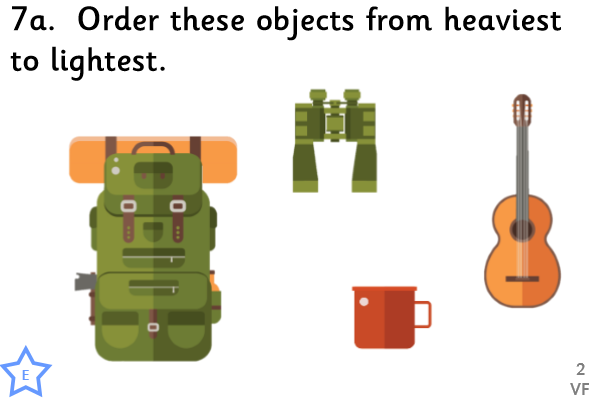 7a. Order these objects from heaviest
to lightest.
E
2
VF